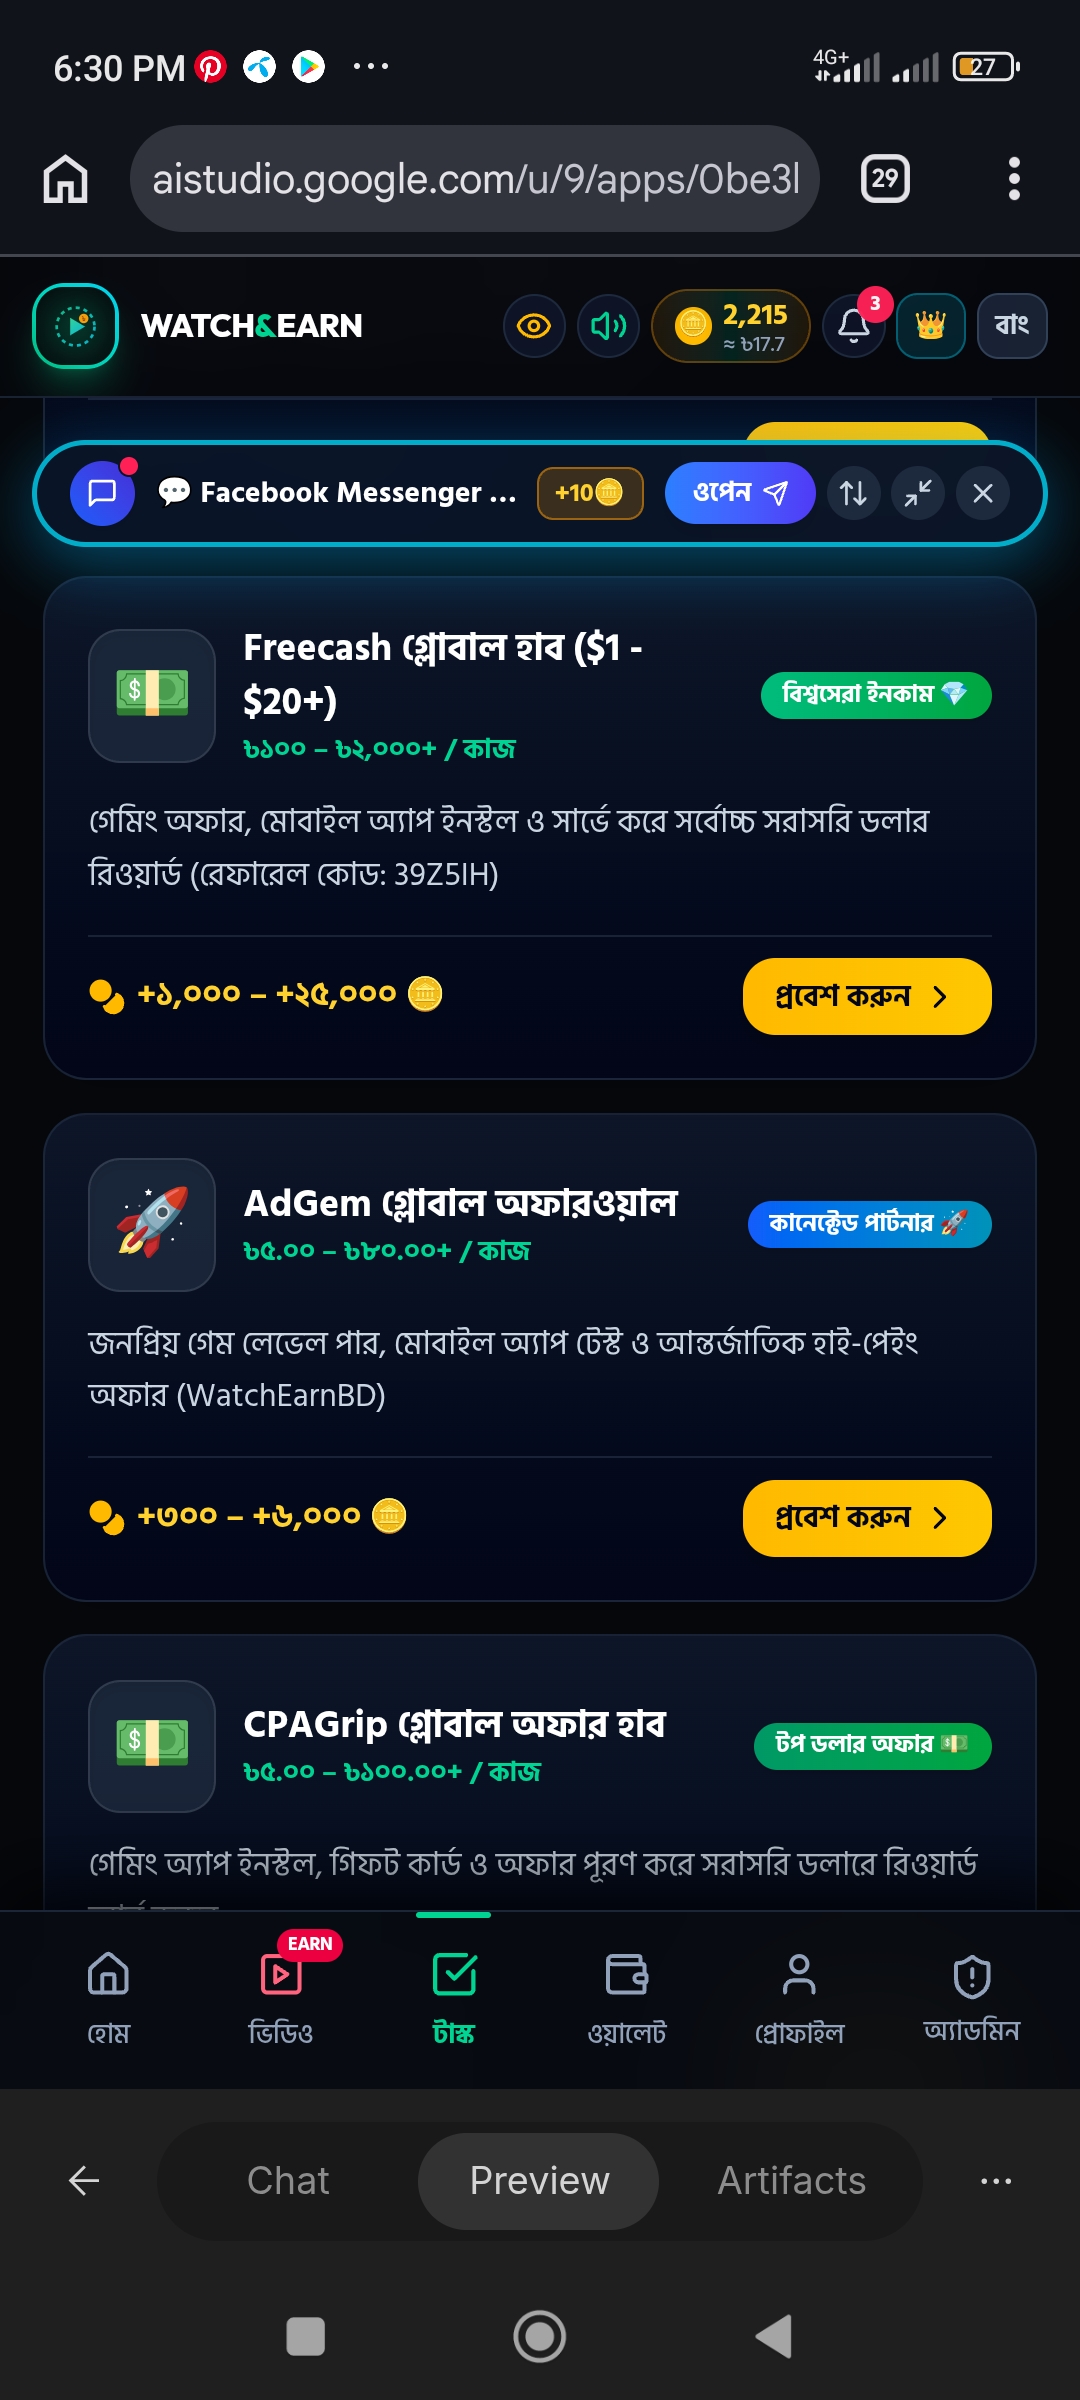 6:30 PM
4G+
27
aistudio.google.com/u/9/apps/0be3l
29
WATCH&EARN
2,215
≈ ৳17.7
3
বাং
Facebook Messenger ...
+10
ওপেন
Freecash গ্লোবাল হাব ($1 -
$20+)
বিশ্বসেরা ইনকাম
৳১০০ – ৳২,০০০+ / কাজ
গেমিং অফার, মোবাইল অ্যাপ ইনস্টল ও সার্ভে করে সর্বোচ্চ সরাসরি ডলার
রিওয়ার্ড (রেফারেল কোড: 39Z5IH)
+১,০০০ – +২৫,০০০
প্রবেশ করুন
AdGem গ্লোবাল অফারওয়াল
কানেক্টেড পার্টনার
৳৫.০০ – ৳৮০.০০+ / কাজ
জনপ্রিয় গেম লেভেল পার, মোবাইল অ্যাপ টেস্ট ও আন্তর্জাতিক হাই-পেইং
অফার (WatchEarnBD)
+৩০০ – +৬,০০০
প্রবেশ করুন
CPAGrip গ্লোবাল অফার হাব
টপ ডলার অফার
৳৫.০০ – ৳১০০.০০+ / কাজ
গেমিং অ্যাপ ইনস্টল, গিফট কার্ড ও অফার পূরণ করে সরাসরি ডলারে রিওয়ার্ড
EARN
হোম
ভিডিও
টাস্ক
ওয়ালেট
প্রোফাইল
অ্যাডমিন
Chat
Preview
Artifacts